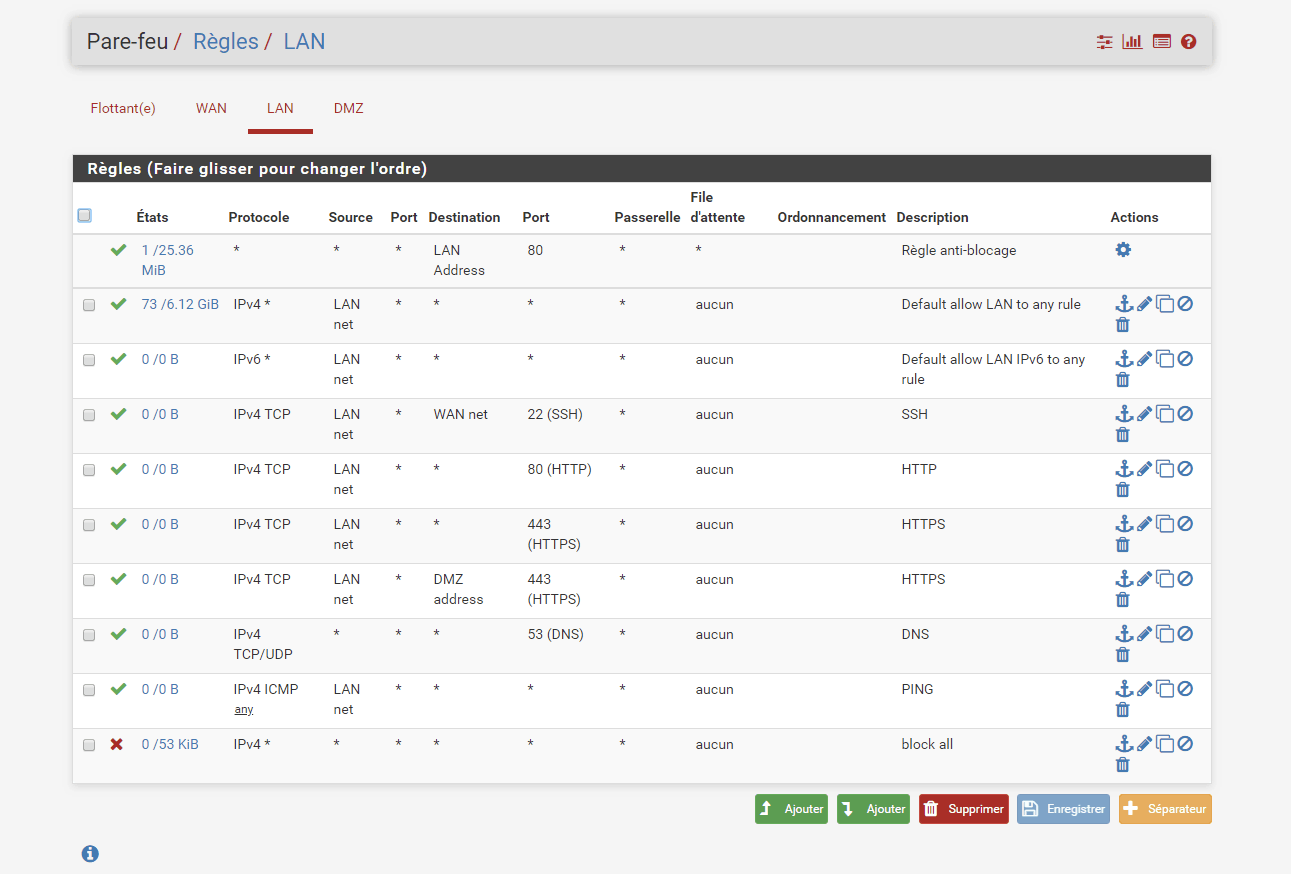 Pare-feu / Règles / LAN
Flottant(e) WAN LAN DMZ
Règles (Faire glisser pour changer l'ordre)
États Protocole Source Port Destination Port Passerelle File d'attente Ordonnancement Description Actions
1 /25.36 MiB * * * LAN Address 80 * * Règle anti-blocage
73 /6.12 GiB IPv4 * LAN net * * * * aucun Default allow LAN to any rule
0 /0 B IPv6 * LAN net * * * * aucun Default allow LAN IPv6 to any rule
0 /0 B IPv4 TCP LAN net * WAN net 22 (SSH) * aucun SSH
0 /0 B IPv4 TCP LAN net * * 80 (HTTP) * aucun HTTP
0 /0 B IPv4 TCP LAN net * * 443 (HTTPS) * aucun HTTPS
0 /0 B IPv4 TCP LAN net * DMZ address 443 (HTTPS) * aucun HTTPS
0 /0 B IPv4 TCP/UDP * * * 53 (DNS) * aucun DNS
0 /0 B IPv4 ICMP any LAN net * * * * aucun PING
0 /53 KiB IPv4 * * * * * * aucun block all
Ajouter Ajouter Supprimer Enregistrer Séparateur